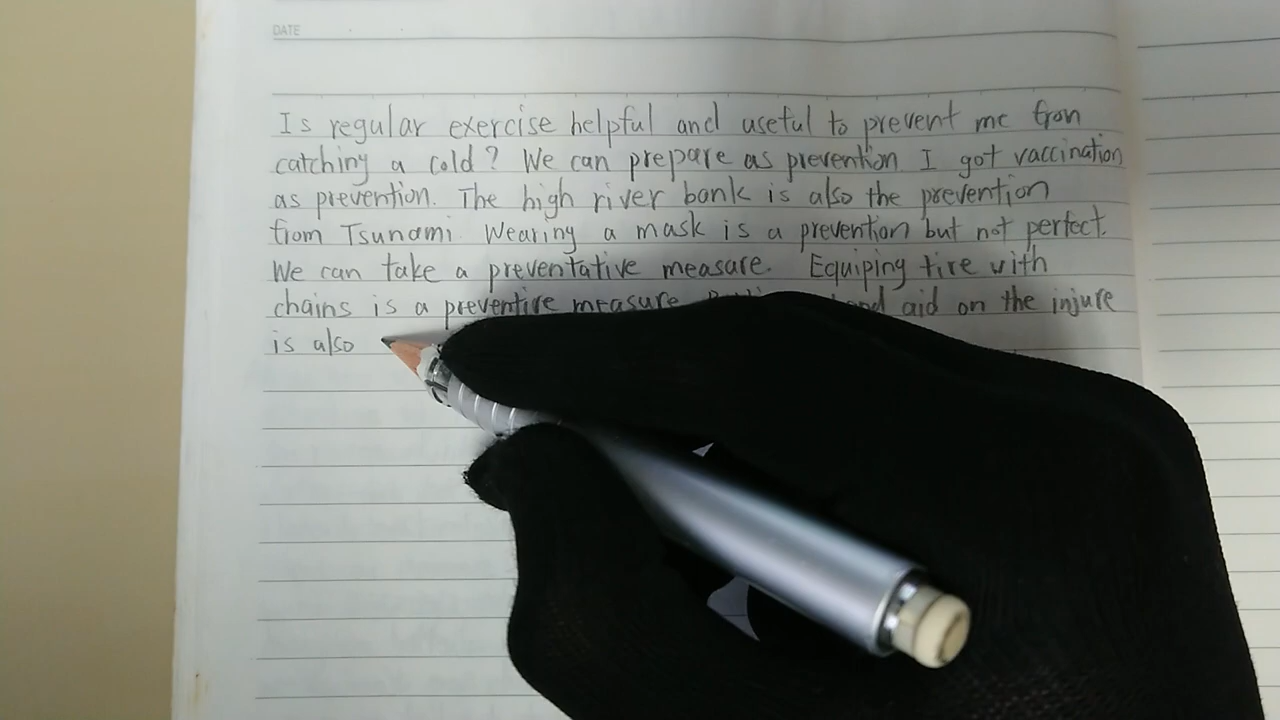 DATE
Is regular exercise helpful and useful to prevent me from
catching a cold? We can prepare as prevention. I got vaccination
as prevention. The high river bank is also the prevention
from Tsunami. Wearing a mask is a prevention but not perfect.
We can take a preventative measure. Equiping tire with
chains is a preventive measure. aid on the injure
is also